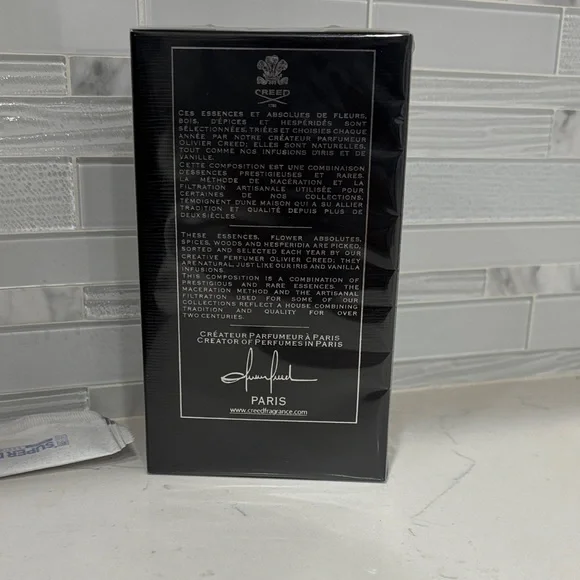 CREED
1760
CES ESSENCES ET ABSOLUES DE FLEURS,
BOIS, D'ÉPICES ET HESPÉRIDÉS SONT
SÉLECTIONNÉES, TRIÉES ET CHOISIES CHAQUE
ANNÉE PAR NOTRE CRÉATEUR PARFUMEUR
OLIVIER CREED; ELLES SONT NATURELLES,
TOUT COMME NOS INFUSIONS D'IRIS ET DE
VANILLE.
CETTE COMPOSITION EST UNE COMBINAISON
D'ESSENCES PRESTIGIEUSES ET RARES.
LA MÉTHODE DE MACÉRATION ET LA
FILTRATION ARTISANALE UTILISÉE POUR
CERTAINES DE NOS COLLECTIONS,
TÉMOIGNENT D'UNE MAISON QUI A SU ALLIER
TRADITION ET QUALITÉ DEPUIS PLUS DE
DEUX SIÈCLES.
THESE ESSENCES, FLOWER ABSOLUTES,
SPICES, WOODS AND HESPERIDIA ARE PICKED,
SORTED AND SELECTED EACH YEAR BY OUR
CREATIVE PERFUMER OLIVIER CREED; THEY
ARE NATURAL, JUST LIKE OUR IRIS AND VANILLA
INFUSIONS.
THIS COMPOSITION IS A COMBINATION OF
PRESTIGIOUS AND RARE ESSENCES. THE
MACERATION METHOD AND THE ARTISANAL
FILTRATION USED FOR SOME OF OUR
COLLECTIONS REFLECT A HOUSE COMBINING
TRADITION AND QUALITY FOR OVER
TWO CENTURIES.
CRÉATEUR PARFUMEUR À PARIS
CREATOR OF PERFUMES IN PARIS
PARIS
www.creedfragrance.com
SUPER